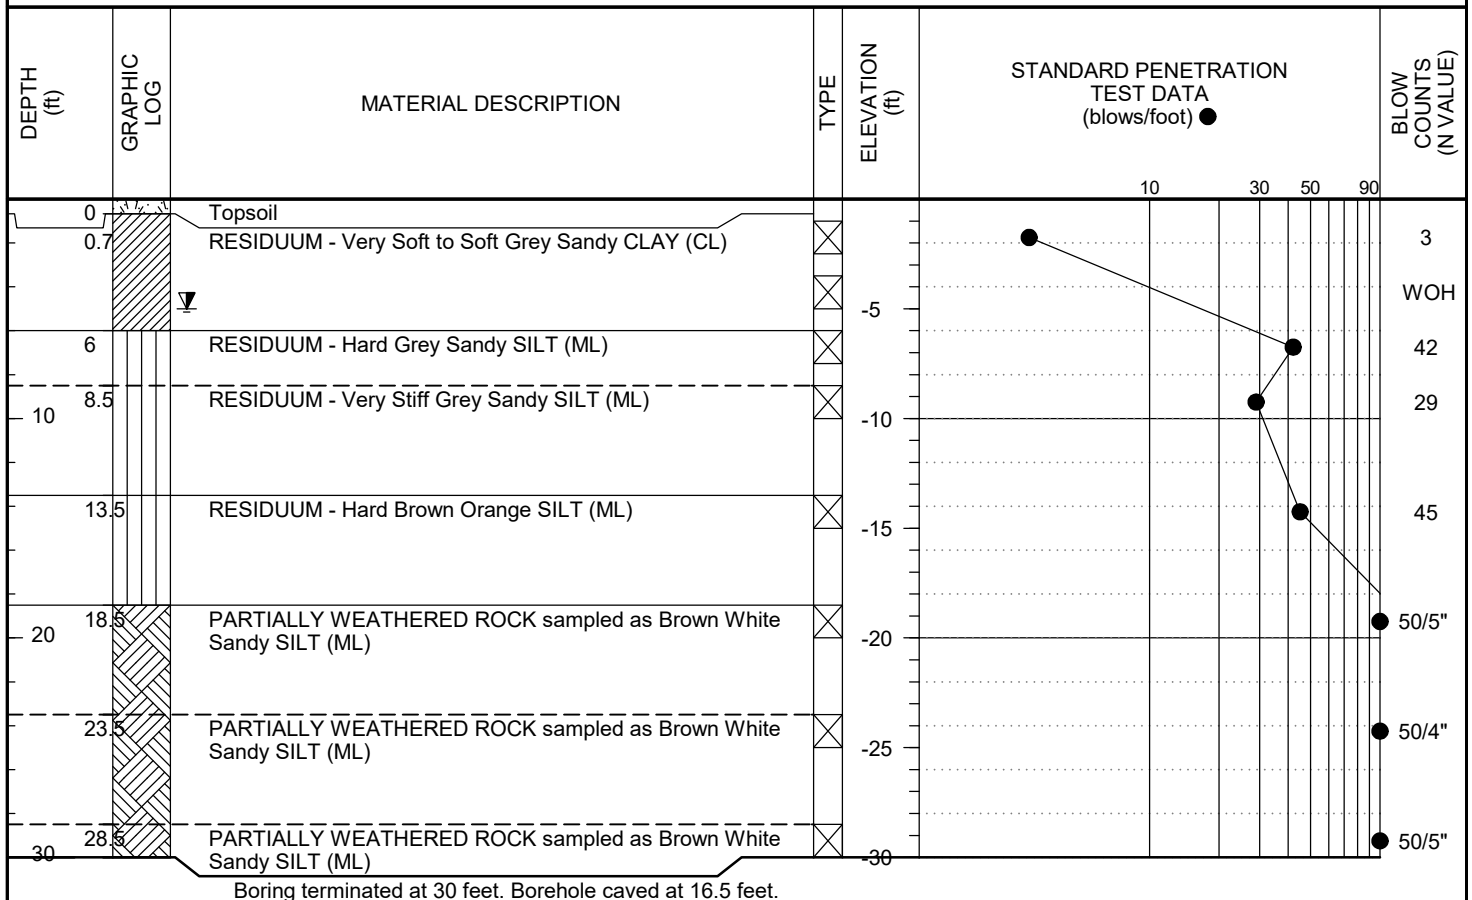 DEPTH
(ft)
GRAPHIC
LOG
MATERIAL DESCRIPTION
TYPE
ELEVATION
(ft)
STANDARD PENETRATION
TEST DATA
(blows/foot)
10 30 50 90
BLOW
COUNTS
(N VALUE)
0 Topsoil
0.7 RESIDUUM - Very Soft to Soft Grey Sandy CLAY (CL) 3
WOH
-5
6 RESIDUUM - Hard Grey Sandy SILT (ML) 42
8.5 RESIDUUM - Very Stiff Grey Sandy SILT (ML) 29
10 -10
13.5 RESIDUUM - Hard Brown Orange SILT (ML) 45
-15
18.5 PARTIALLY WEATHERED ROCK sampled as Brown White 50/5"
20 Sandy SILT (ML) -20
23.5 PARTIALLY WEATHERED ROCK sampled as Brown White 50/4"
Sandy SILT (ML) -25
28.5 PARTIALLY WEATHERED ROCK sampled as Brown White 50/5"
30 Sandy SILT (ML) -30
Boring terminated at 30 feet. Borehole caved at 16.5 feet.